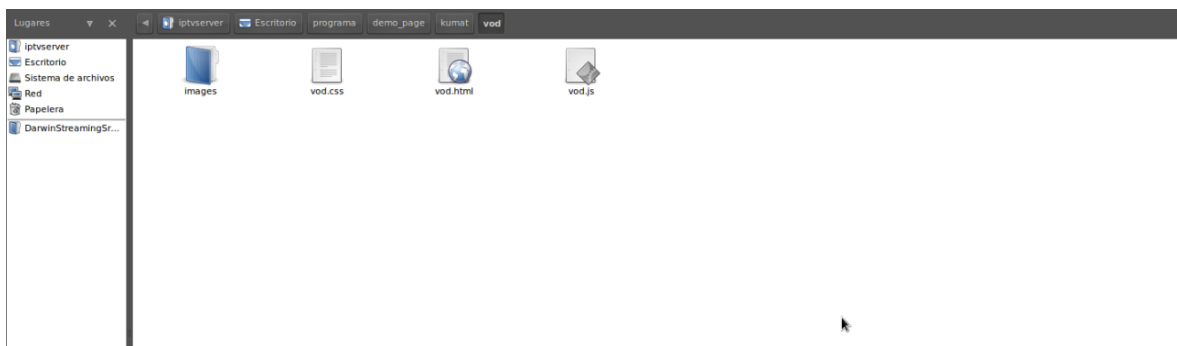 Lugares
iptvserver Escritorio programa demo_page kumat vod
iptvserver
Escritorio
Sistema de archivos
Red
Papelera
DarwinStreamingSr...
images vod.css vod.html vod.js